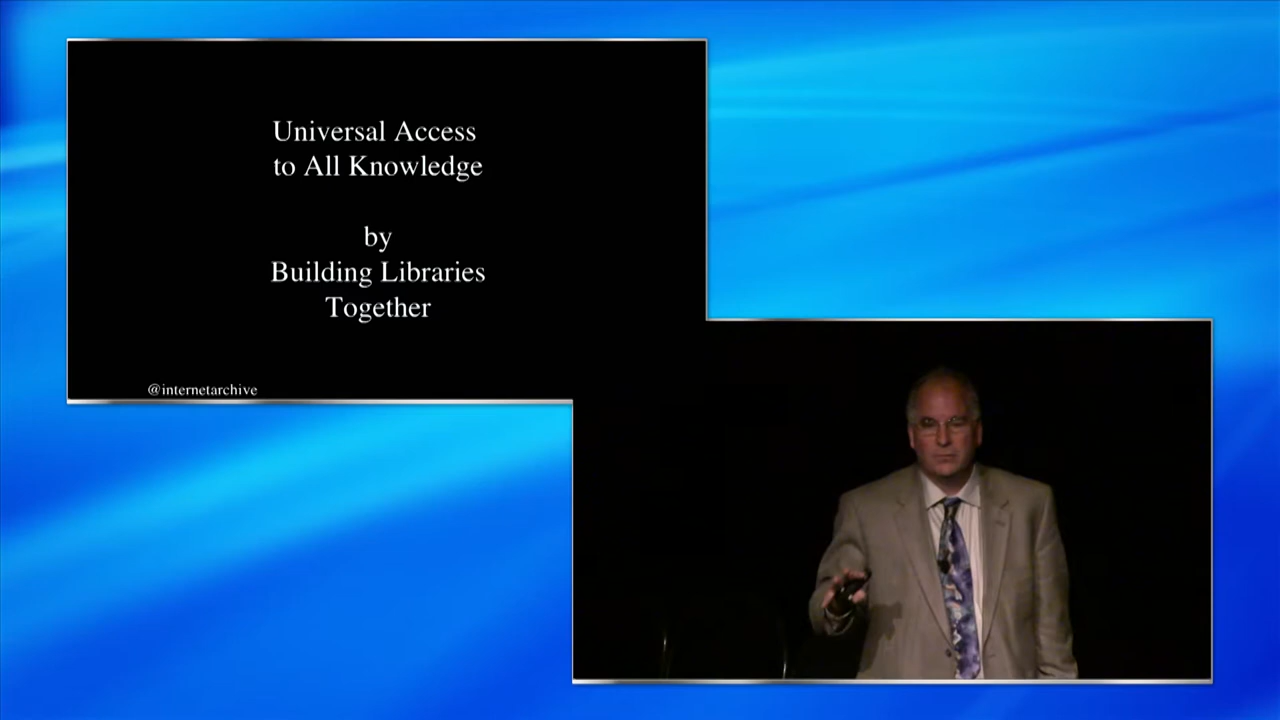 Universal Access
to All Knowledge
by
Building Libraries
Together
@internetarchive